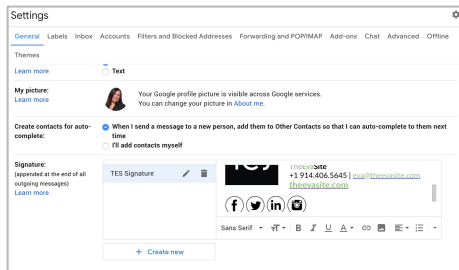 Settings
General Labels Inbox Accounts Filters and Blocked Addresses Forwarding and POP/IMAP Add-ons Chat Advanced Offline
Themes
Learn more
Text
My picture:
Learn more
Your Google profile picture is visible across Google services.
You can change your picture in About me.
Create contacts for auto-
complete:
When I send a message to a new person, add them to Other Contacts so that I can auto-complete to them next
time
I'll add contacts myself
Signature:
(appended at the end of all
outgoing messages)
Learn more
TES Signature
TheEvaSite
+1 914.406.5645 | eva@theevasite.com
theevasite.com
Sans Serif
B I U A
+ Create new